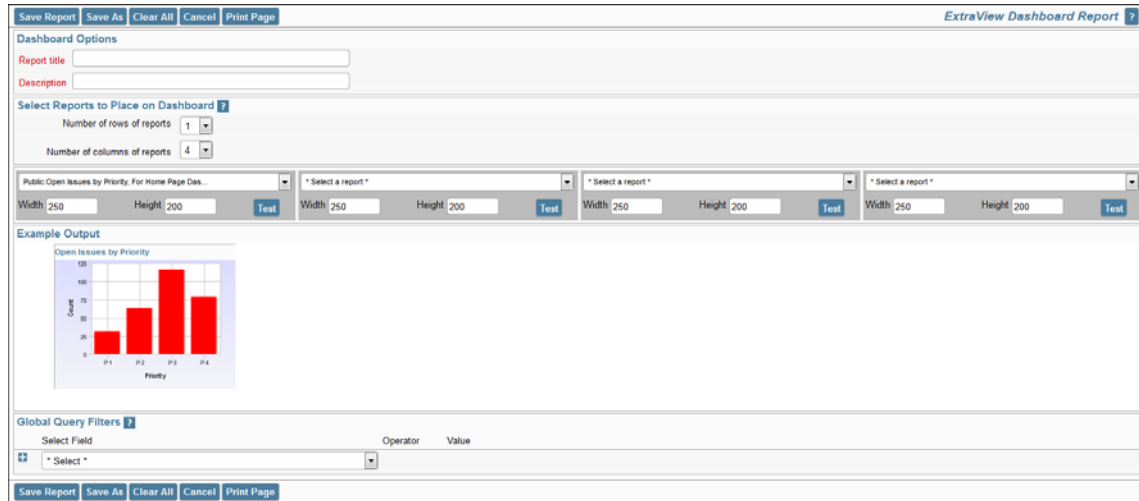 Save Report Save As Clear All Cancel Print Page ExtraView Dashboard Report ?
Dashboard Options
Report title
Description
Select Reports to Place on Dashboard ?
Number of rows of reports 1
Number of columns of reports 4
Public:Open Issues by Priority, For Home Page Das... * Select a report * * Select a report * * Select a report *
Width 250 Height 200 Test Width 250 Height 200 Test Width 250 Height 200 Test Width 250 Height 200 Test
Example Output
Open Issues by Priority
125
100
75
50
25
0
Count
P 1 P 2 P 3 P 4
Priority
Global Query Filters ?
Select Field Operator Value
* Select *
Save Report Save As Clear All Cancel Print Page